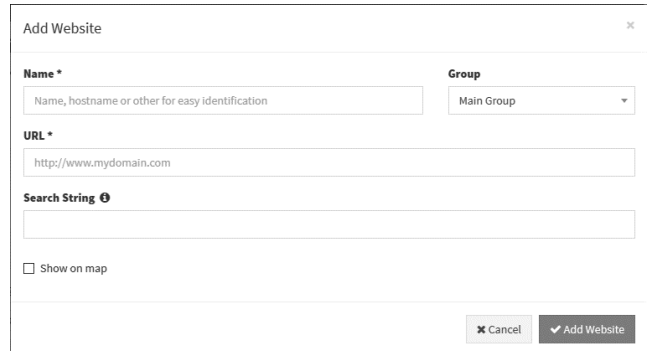 Add Website
Name * Group
Name, hostname or other for easy identification Main Group
URL *
http://www.mydomain.com
Search String
Show on map
Cancel Add Website